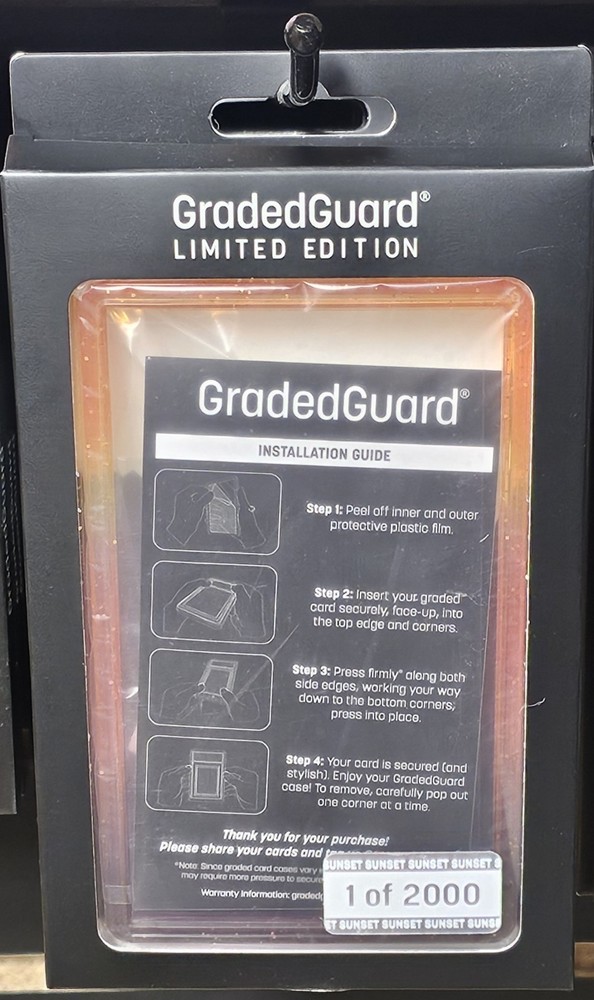 GradedGuard®
LIMITED EDITION
GradedGuard®
INSTALLATION GUIDE
Step 1: Peel off inner and outer
protective plastic film.
Step 2: Insert your graded
card securely, face-up, into
the top edge and corners.
Step 3: Press firmly* along both
side edges, working your way
down to the bottom corners,
press into place.
Step 4: Your card is secured (and
stylish). Enjoy your GradedGuard
case! To remove, carefully pop out
one corner at a time.
Thank you for your purchase!
Please share your cards and
*Note: Since graded card cases vary
may require more pressure to secure
Warranty Information:
SUNSET SUNSET SUNSET SUNSET S
1 of 2000
ET SUNSET SUNSET SUNSET SUNS